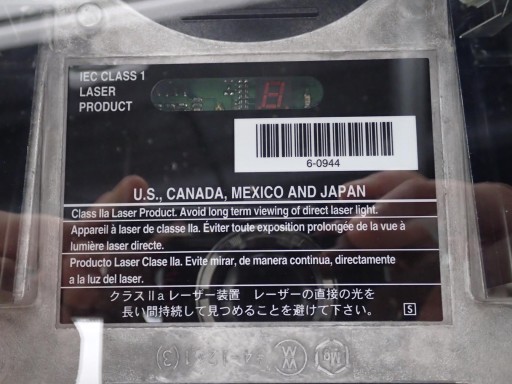 IEC CLASS 1
LASER
PRODUCT
6-0944
U.S., CANADA, MEXICO AND JAPAN
Class IIa Laser Product. Avoid long term viewing of direct laser light.
Appareil à laser de classe IIa. Éviter toute exposition prolongée de la vue à
lumière laser directe.
Producto Laser Clase IIa. Evite mirar, de manera continua, directamente
a la luz del laser.
クラスⅡaレーザー装置 レーザーの直接の光を
長い間持続して見つめることを避けて下さい。
S